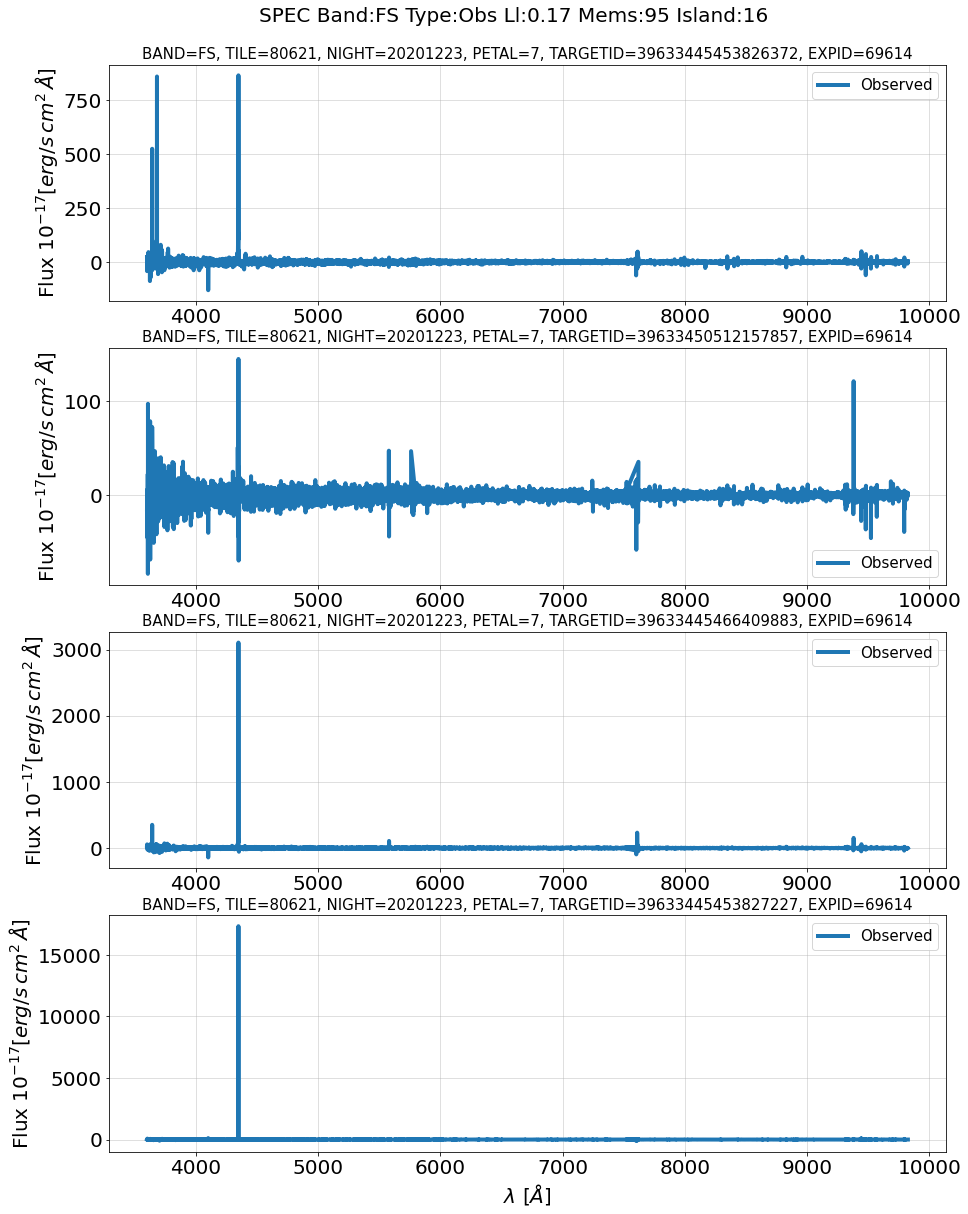 SPEC Band:FS Type:Obs Ll:0.17 Mems:95 Island:16
BAND=FS, TILE=80621, NIGHT=20201223, PETAL=7, TARGETID=39633445453826372, EXPID=69614
Flux 10^{-17}[erg/s cm^2 Å]
750
500
250
0
Observed
4000 5000 6000 7000 8000 9000 10000
BAND=FS, TILE=80621, NIGHT=20201223, PETAL=7, TARGETID=39633450512157857, EXPID=69614
Flux 10^{-17}[erg/s cm^2 Å]
100
0
Observed
4000 5000 6000 7000 8000 9000 10000
BAND=FS, TILE=80621, NIGHT=20201223, PETAL=7, TARGETID=39633445466409883, EXPID=69614
Flux 10^{-17}[erg/s cm^2 Å]
3000
2000
1000
0
Observed
4000 5000 6000 7000 8000 9000 10000
BAND=FS, TILE=80621, NIGHT=20201223, PETAL=7, TARGETID=39633445453827227, EXPID=69614
Flux 10^{-17}[erg/s cm^2 Å]
15000
10000
5000
0
Observed
4000 5000 6000 7000 8000 9000 10000
λ [Å]